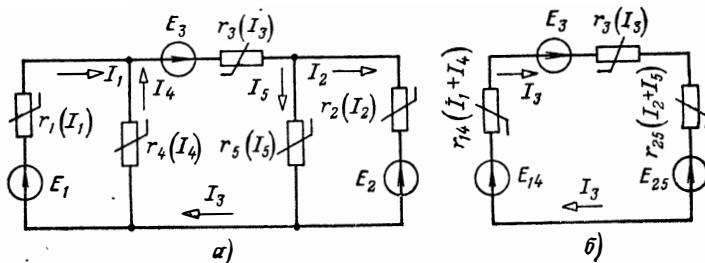 E₃
r₃(I₃)
I₁
I₄
I₅
I₂
r₁(I₁)
r₄(I₄)
r₅(I₅)
r₂(I₂)
E₁
E₂
I₃
а)
E₃
r₃(I₃)
I₃
r₁₄(I₁+I₄)
r₂₅(I₂+I₅)
E₁₄
E₂₅
I₃
б)